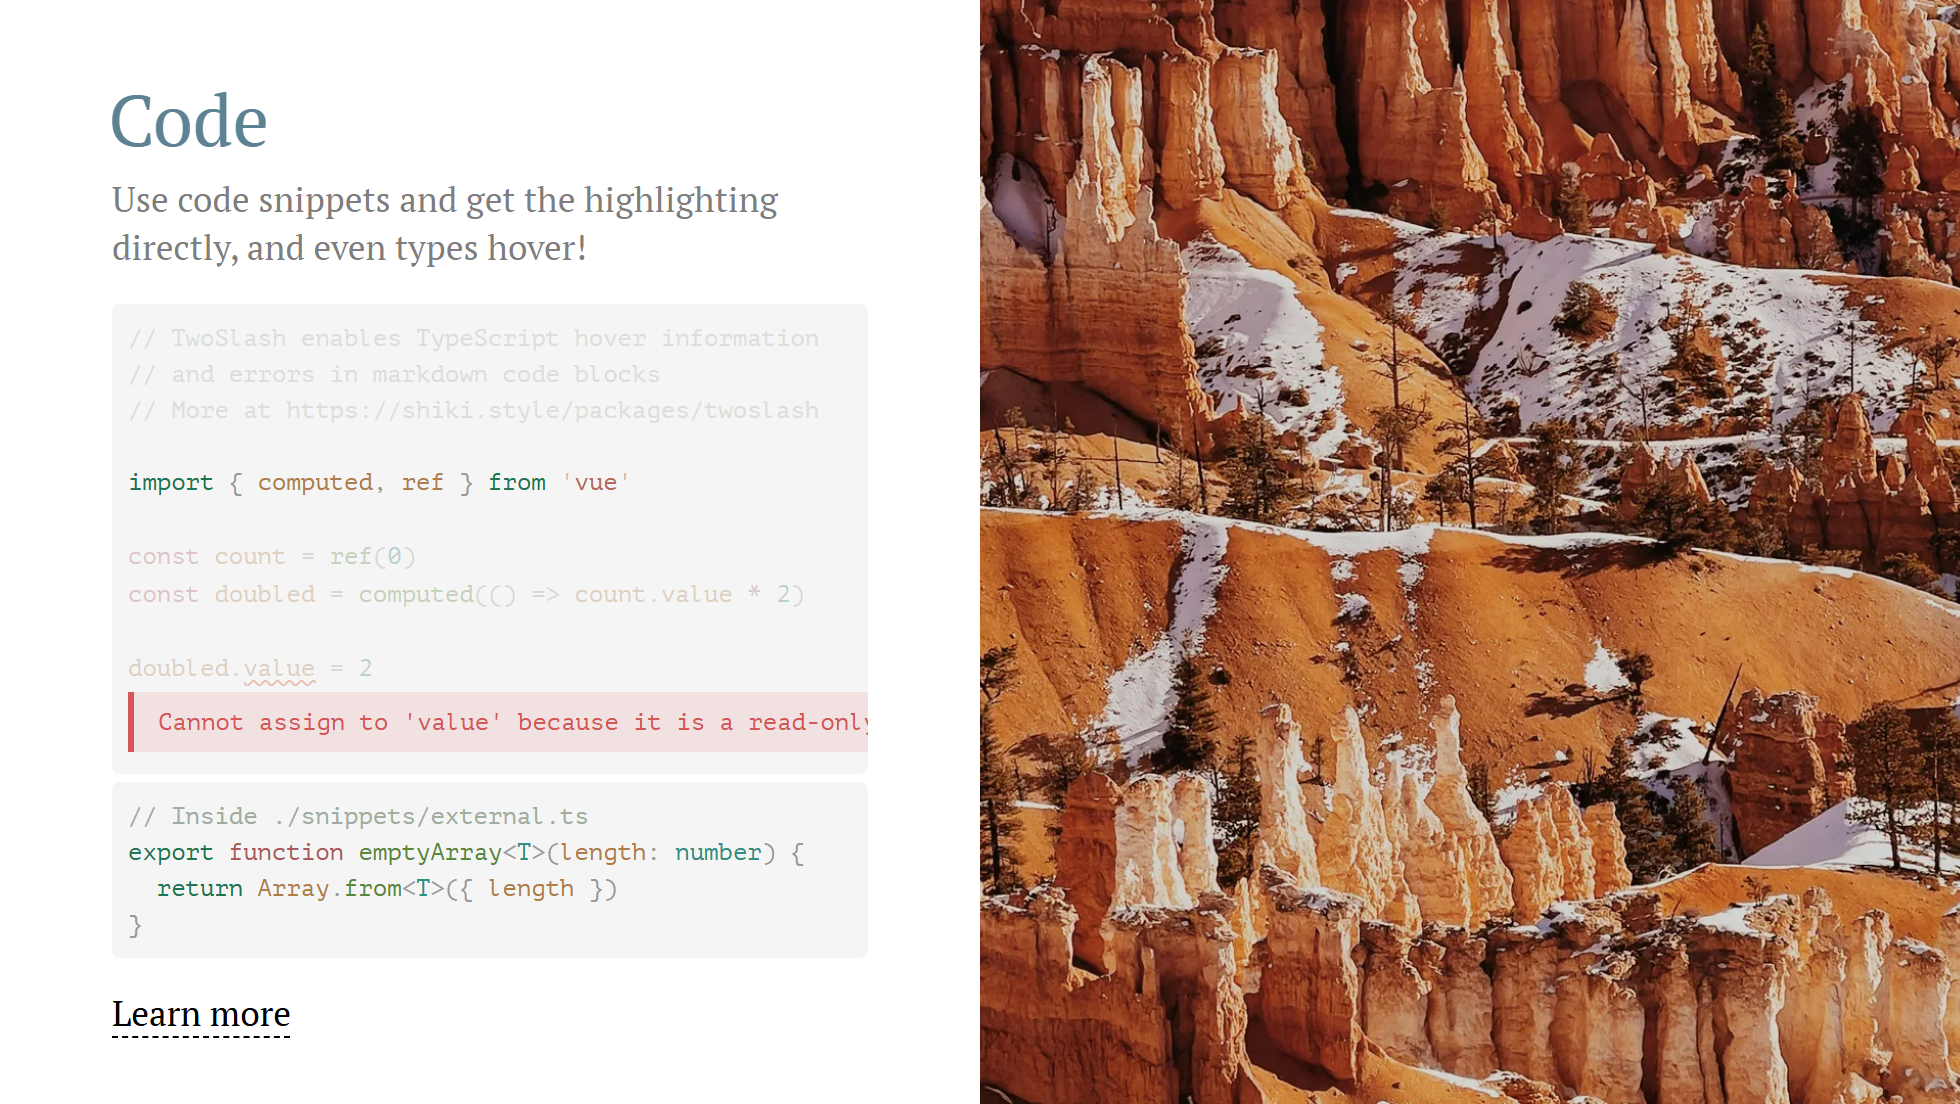 Code
Use code snippets and get the highlighting
directly, and even types hover!
// TwoSlash enables TypeScript hover information
// and errors in markdown code blocks
// More at https://shiki.style/packages/twoslash
import { computed, ref } from 'vue'
const count = ref(0)
const doubled = computed(() => count.value * 2)
doubled.value = 2
Cannot assign to 'value' because it is a read-only
// Inside ./snippets/external.ts
export function emptyArray<T>(length: number) {
  return Array.from<T>({ length })
}
Learn more